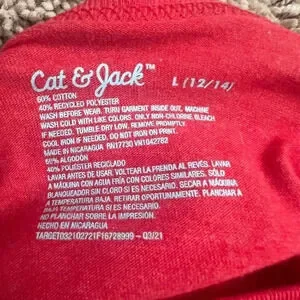 Cat & Jack™ L (12/14)
60% COTTON
40% RECYCLED POLYESTER
WASH BEFORE WEAR. TURN GARMENT INSIDE OUT. MACHINE
WASH COLD WITH LIKE COLORS. ONLY NON-CHLORINE, BLEACH
IF NEEDED. TUMBLE DRY LOW. REMOVE PROMPTLY.
COOL IRON IF NEEDED. DO NOT IRON ON PRINT.
MADE IN NICARAGUA RN17730 VN1042782
60% ALGODÓN
40% POLIÉSTER RECICLADO
LAVAR ANTES DE USAR. VOLTEAR LA PRENDA AL REVÉS. LAVAR
A MÁQUINA CON AGUA FRÍA CON COLORES SIMILARES. SÓLO
BLANQUEADOR SIN CLORO SI ES NECESARIO. SECAR A MÁQUINA
A TEMPERATURA BAJA. RETIRAR OPORTUNAMENTE. PLANCHAR A
BAJA TEMPERATURA SI ES NECESARIO.
NO PLANCHAR SOBRE LA IMPRESIÓN.
HECHO EN NICARAGUA
TARGET032102721F16728999 - Q3/21